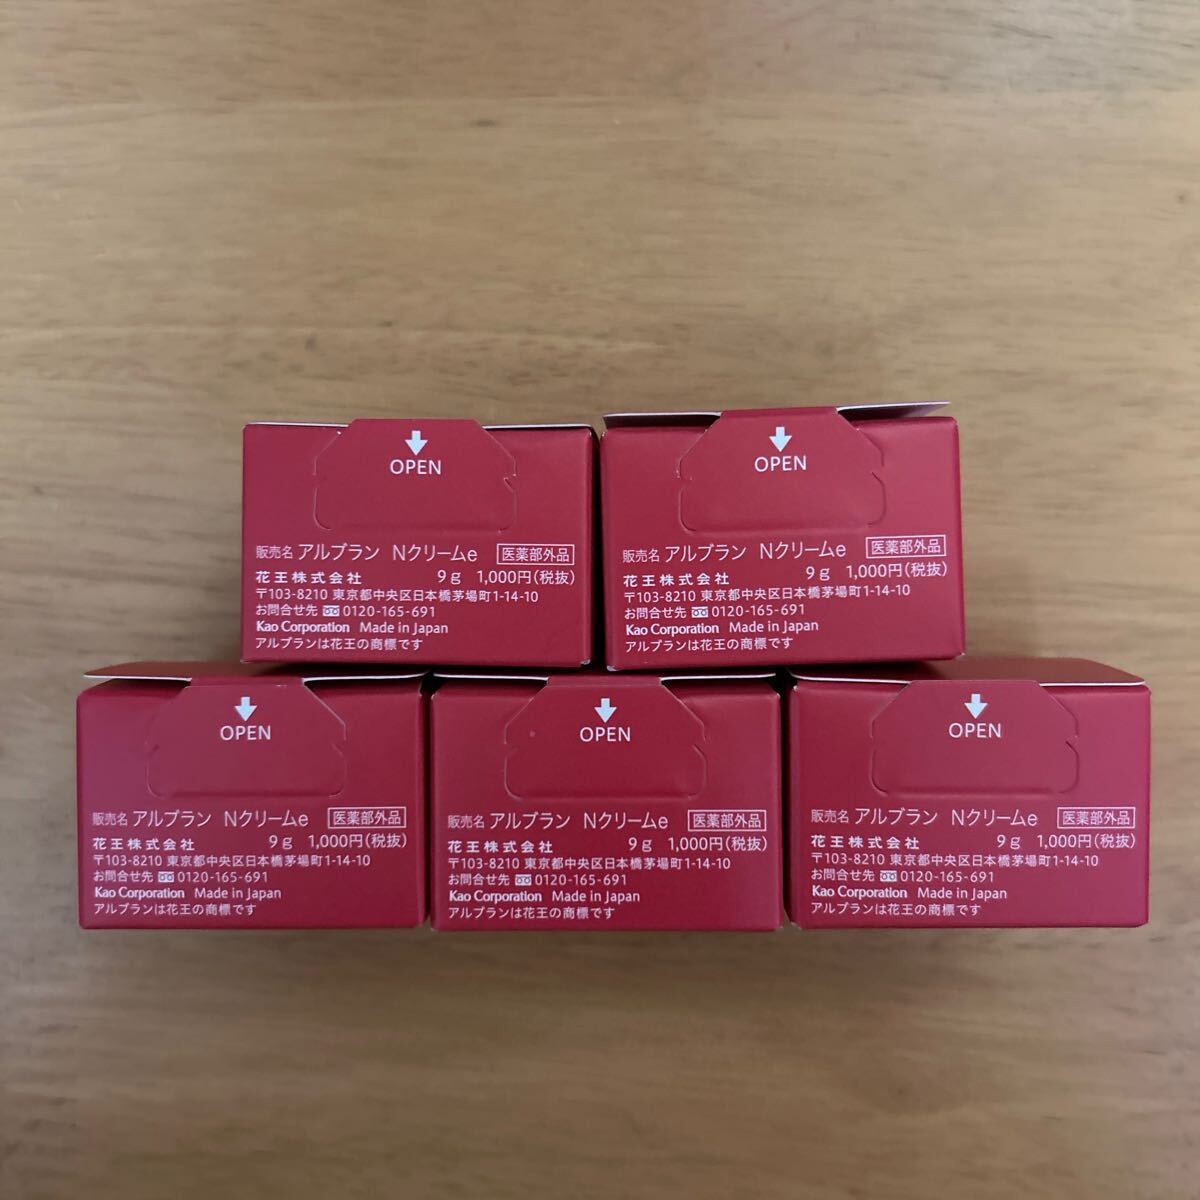 OPEN
販売名 アルブラン Nクリームe 医薬部外品
花王株式会社 9g 1,000円(税抜)
〒103-8210 東京都中央区日本橋茅場町1-14-10
お問合せ先 0120-165-691
Kao Corporation Made in Japan
アルブランは花王の商標です
OPEN
販売名 アルブラン Nクリームe 医薬部外品
花王株式会社 9g 1,000円(税抜)
〒103-8210 東京都中央区日本橋茅場町1-14-10
お問合せ先 0120-165-691
Kao Corporation Made in Japan
アルブランは花王の商標です
OPEN
販売名 アルブラン Nクリームe 医薬部外品
花王株式会社 9g 1,000円(税抜)
〒103-8210 東京都中央区日本橋茅場町1-14-10
お問合せ先 0120-165-691
Kao Corporation Made in Japan
アルブランは花王の商標です
OPEN
販売名 アルブラン Nクリームe 医薬部外品
花王株式会社 9g 1,000円(税抜)
〒103-8210 東京都中央区日本橋茅場町1-14-10
お問合せ先 0120-165-691
Kao Corporation Made in Japan
アルブランは花王の商標です
OPEN
販売名 アルブラン Nクリームe 医薬部外品
花王株式会社 9g 1,000円(税抜)
〒103-8210 東京都中央区日本橋茅場町1-14-10
お問合せ先 0120-165-691
Kao Corporation Made in Japan
アルブランは花王の商標です